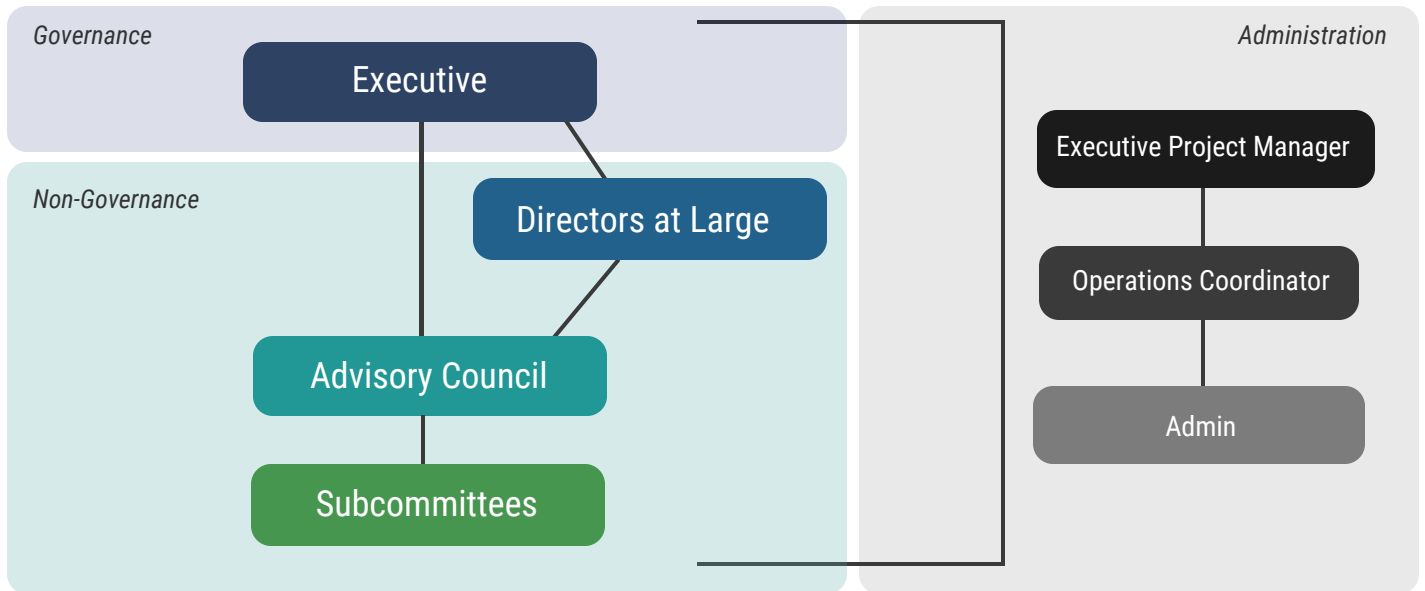 Governance
Executive
Non-Governance
Directors at Large
Advisory Council
Subcommittees
Administration
Executive Project Manager
Operations Coordinator
Admin